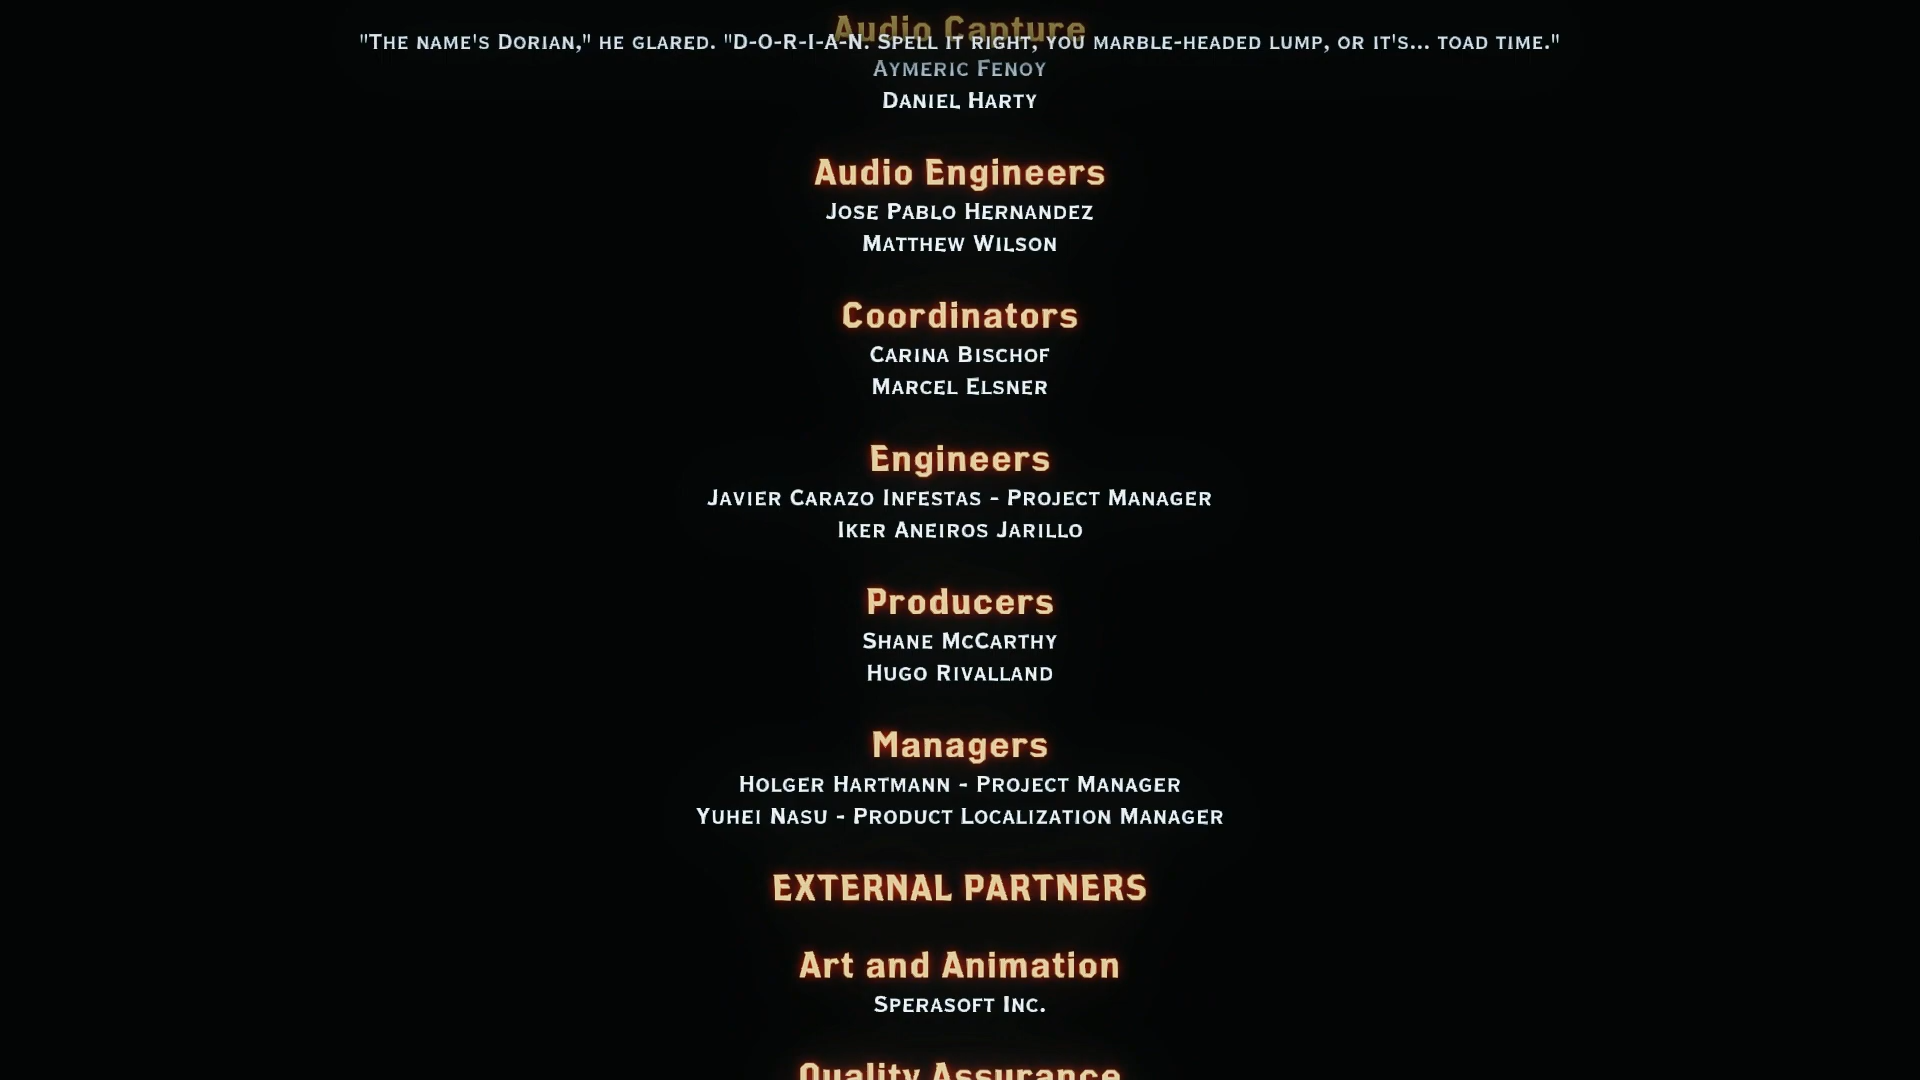 Audio Capture
"The name's Dorian," he glared. "D-O-R-I-A-N. Spell it right, you marble-headed lump, or it's... toad time."
Aymeric Fenoy
Daniel Harty
Audio Engineers
Jose Pablo Hernandez
Matthew Wilson
Coordinators
Carina Bischof
Marcel Elsner
Engineers
Javier Carazo Infestas - Project Manager
Iker Aneiros Jarillo
Producers
Shane McCarthy
Hugo Rivalland
Managers
Holger Hartmann - Project Manager
Yuhei Nasu - Product Localization Manager
EXTERNAL PARTNERS
Art and Animation
Sperasoft Inc.
Quality Assurance